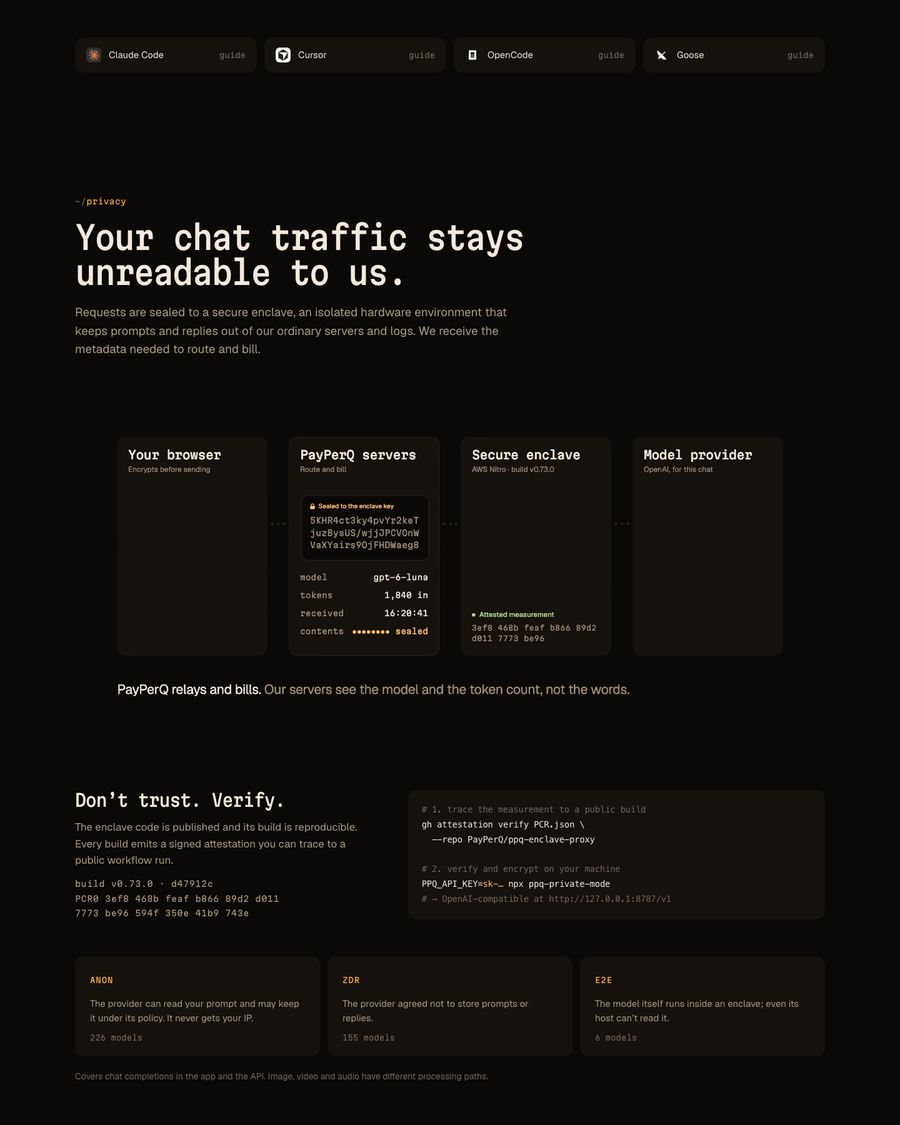 Claude Code guide
Cursor guide
OpenCode guide
Goose guide
~/privacy
Your chat traffic stays
unreadable to us.
Requests are sealed to a secure enclave, an isolated hardware environment that
keeps prompts and replies out of our ordinary servers and logs. We receive the
metadata needed to route and bill.
Your browser
Encrypts before sending
PayPerQ servers
Route and bill
Sealed to the enclave key
5KHR4ct3ky4pvYr2keT
juzBysUS/wjjJPCVOnW
VaXYairs9OjFHDWaeg8
model gpt-6-luna
tokens 1,840 in
received 16:20:41
contents •••••••• sealed
Secure enclave
AWS Nitro · build v0.73.0
Attested measurement
3ef8 468b feaf b866 89d2
d011 7773 be96
Model provider
OpenAI, for this chat
PayPerQ relays and bills. Our servers see the model and the token count, not the words.
Don’t trust. Verify.
The enclave code is published and its build is reproducible.
Every build emits a signed attestation you can trace to a
public workflow run.
build v0.73.0 · d47912c
PCR0 3ef8 468b feaf b866 89d2 d011
7773 be96 594f 350e 41b9 743e
# 1. trace the measurement to a public build
gh attestation verify PCR.json \
--repo PayPerQ/ppq-enclave-proxy
# 2. verify and encrypt on your machine
PPQ_API_KEY=sk-… npx ppq-private-mode
# → OpenAI-compatible at http://127.0.0.1:8787/v1
ANON
The provider can read your prompt and may keep
it under its policy. It never gets your IP.
226 models
ZDR
The provider agreed not to store prompts or
replies.
155 models
E2E
The model itself runs inside an enclave; even its
host can’t read it.
6 models
Covers chat completions in the app and the API. Image, video and audio have different processing paths.